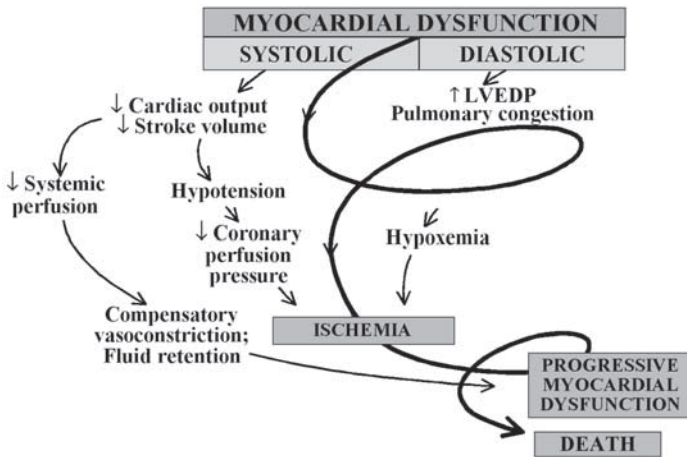 MYOCARDIAL DYSFUNCTION
SYSTOLIC
DIASTOLIC
↓ Cardiac output
↓ Stroke volume
↑ LVEDP
Pulmonary congestion
↓ Systemic
perfusion
Hypotension
↓ Coronary
perfusion
pressure
Hypoxemia
Compensatory
vasoconstriction;
Fluid retention
ISCHEMIA
PROGRESSIVE
MYOCARDIAL
DYSFUNCTION
DEATH